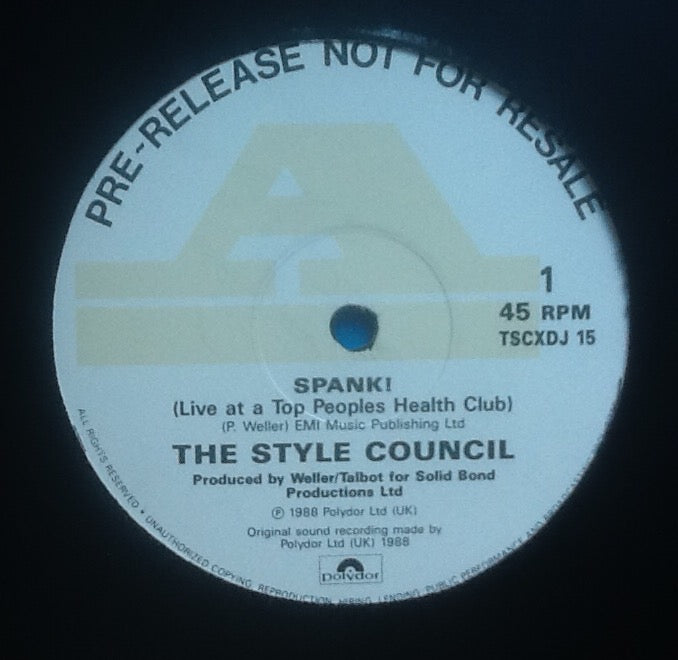 PRE-RELEASE NOT FOR RESALE
A
1
45 RPM
TSCXDJ 15
SPANK!
(Live at a Top Peoples Health Club)
(P. Weller) EMI Music Publishing Ltd
THE STYLE COUNCIL
Produced by Weller/Talbot for Solid Bond
Productions Ltd
℗ 1988 Polydor Ltd (UK)
Original sound recording made by
Polydor Ltd (UK) 1988
polydor
ALL RIGHTS RESERVED • UNAUTHORIZED COPYING, REPRODUCTION, HIRING, LENDING, PUBLIC PERFORMANCE AND